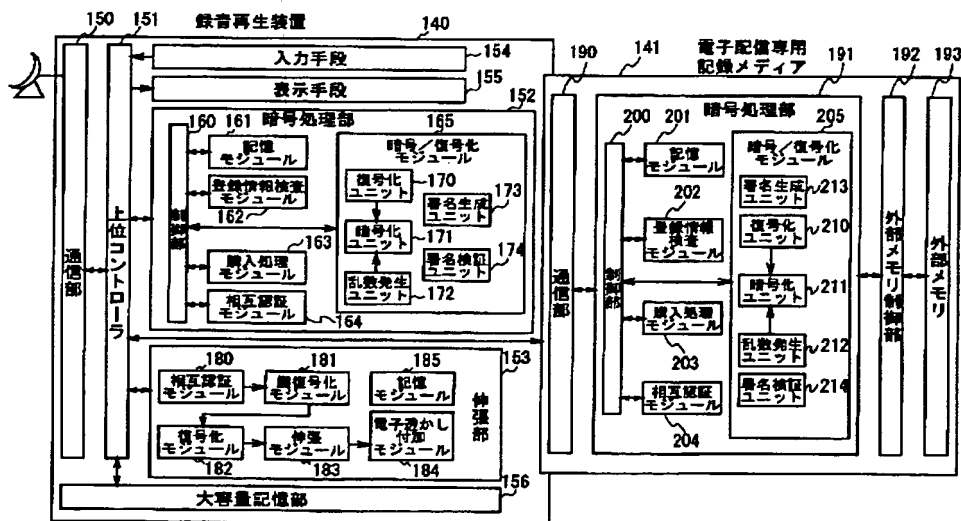 録音再生装置
140
150
151
入力手段
154
表示手段
155
152
暗号処理部
160
161
記憶
モジュール
登録情報検査
モジュール
162
制御部
163
購入処理
モジュール
相互認証
モジュール
164
165
暗号/復号化
モジュール
復号化
ユニット
170
173
署名生成
ユニット
暗号化
ユニット
171
174
署名検証
ユニット
乱数発生
ユニット
172
通信部
上位コントローラ
153
180
181
185
相互認証
モジュール
鍵復号化
モジュール
記憶
モジュール
伸張部
復号化
モジュール
182
伸張
モジュール
183
電子透かし
付加
モジュール
184
156
大容量記憶部
電子配信専用
記録メディア
141
190
191
192
193
暗号処理部
200
201
205
記憶
モジュール
暗号/復号化
モジュール
202
登録情報
検査
モジュール
署名生成
ユニット
213
復号化
ユニット
210
通信部
制御部
暗号化
ユニット
211
購入処理
モジュール
203
乱数発生
ユニット
212
相互認証
モジュール
204
署名検証
ユニット
214
外部メモリ制御部
外部メモリ